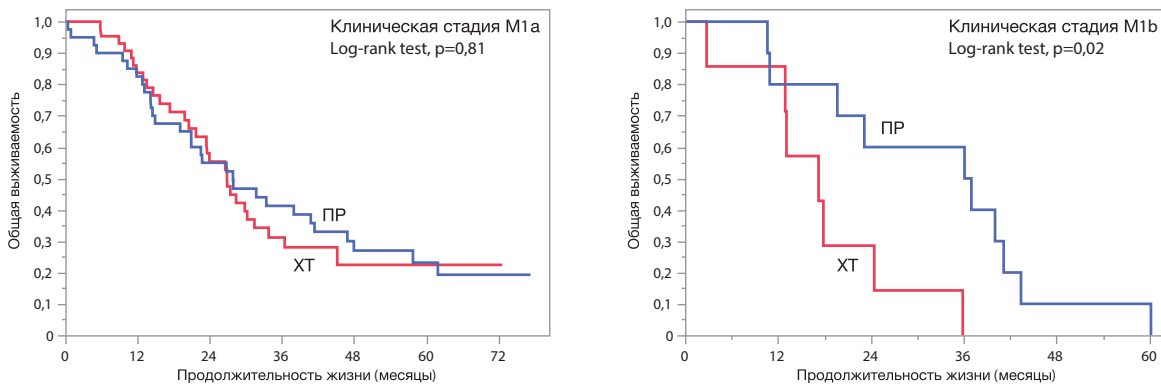 Клиническая стадия M1a
Log-rank test, p=0,81
Общая выживаемость
1,0
0,9
0,8
0,7
0,6
0,5
0,4
0,3
0,2
0,1
0
ПР
ХТ
0 12 24 36 48 60 72
Продолжительность жизни (месяцы)
Клиническая стадия M1b
Log-rank test, p=0,02
Общая выживаемость
1,0
0,9
0,8
0,7
0,6
0,5
0,4
0,3
0,2
0,1
0
ПР
ХТ
0 12 24 36 48 60
Продолжительность жизни (месяцы)